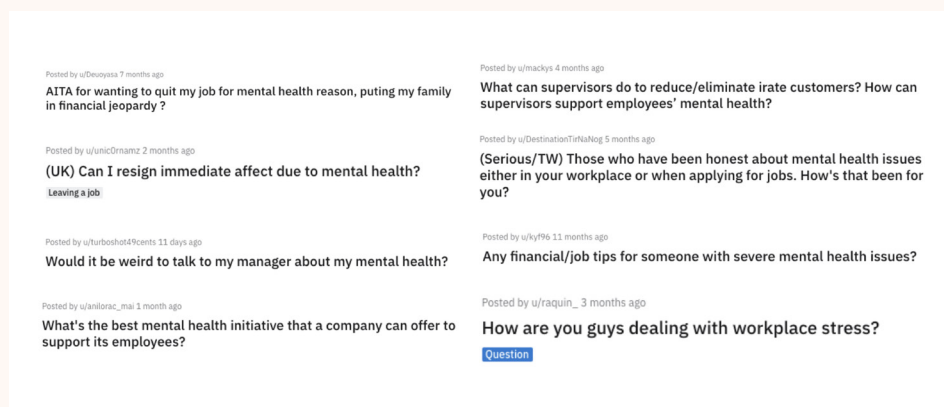 Posted by u/Deuoyasa 7 months ago
AITA for wanting to quit my job for mental health reason, puting my family
in financial jeopardy ?
Posted by u/unic0rnamz 2 months ago
(UK) Can I resign immediate affect due to mental health?
Leaving a job
Posted by u/turboshot49cents 11 days ago
Would it be weird to talk to my manager about my mental health?
Posted by u/anilorac_mai 1 month ago
What's the best mental health initiative that a company can offer to
support its employees?
Posted by u/mackys 4 months ago
What can supervisors do to reduce/eliminate irate customers? How can
supervisors support employees’ mental health?
Posted by u/DestinationTirNaNog 5 months ago
(Serious/TW) Those who have been honest about mental health issues
either in your workplace or when applying for jobs. How's that been for
you?
Posted by u/kyf96 11 months ago
Any financial/job tips for someone with severe mental health issues?
Posted by u/raquin_ 3 months ago
How are you guys dealing with workplace stress?
Question